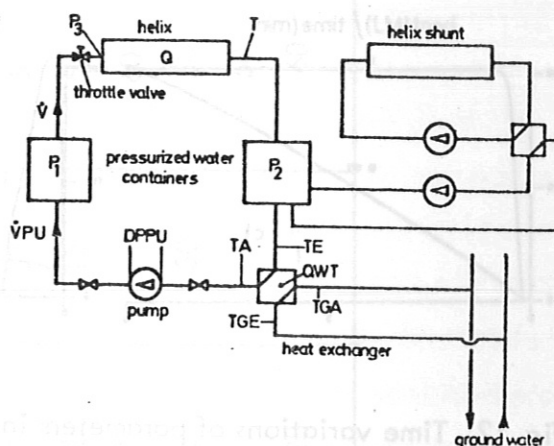 P3
helix
T
helix shunt
Q
throttle valve
V̇
P1
pressurized water
containers
P2
V̇PU
DPPU
TA
TE
QWT
pump
TGA
TGE
heat exchanger
ground water